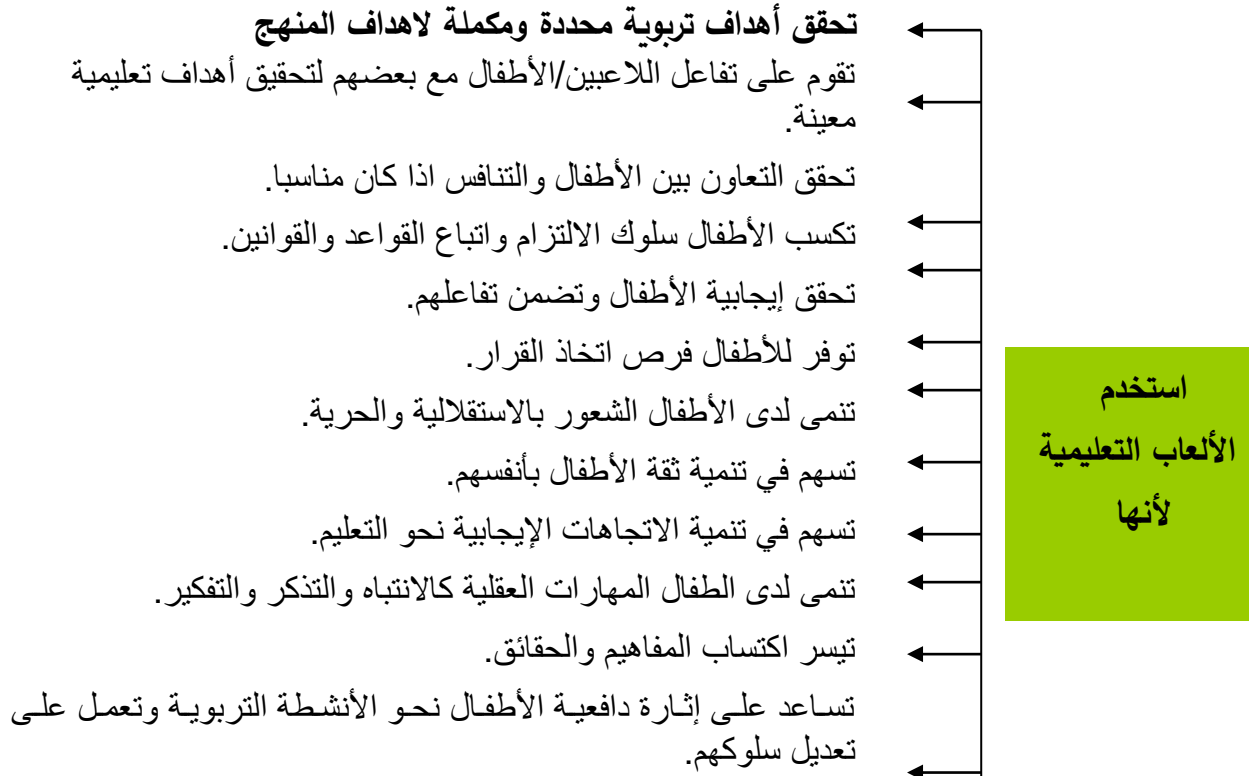 تحقق أهداف تربوية محددة ومكملة لاهداف المنهج
تقوم على تفاعل اللاعبين/الأطفال مع بعضهم لتحقيق أهداف تعليمية
معينة.
تحقق التعاون بين الأطفال والتنافس اذا كان مناسبا.
تكسب الأطفال سلوك الالتزام واتباع القواعد والقوانين.
تحقق إيجابية الأطفال وتضمن تفاعلهم.
توفر للأطفال فرص اتخاذ القرار.
تنمى لدى الأطفال الشعور بالاستقلالية والحرية.
تسهم في تنمية ثقة الأطفال بأنفسهم.
تسهم في تنمية الاتجاهات الإيجابية نحو التعليم.
تنمى لدى الطفال المهارات العقلية كالانتباه والتذكر والتفكير.
تيسر اكتساب المفاهيم والحقائق.
تساعد على إثارة دافعية الأطفال نحو الأنشطة التربوية وتعمل على
تعديل سلوكهم.
استخدم
الألعاب التعليمية
لأنها